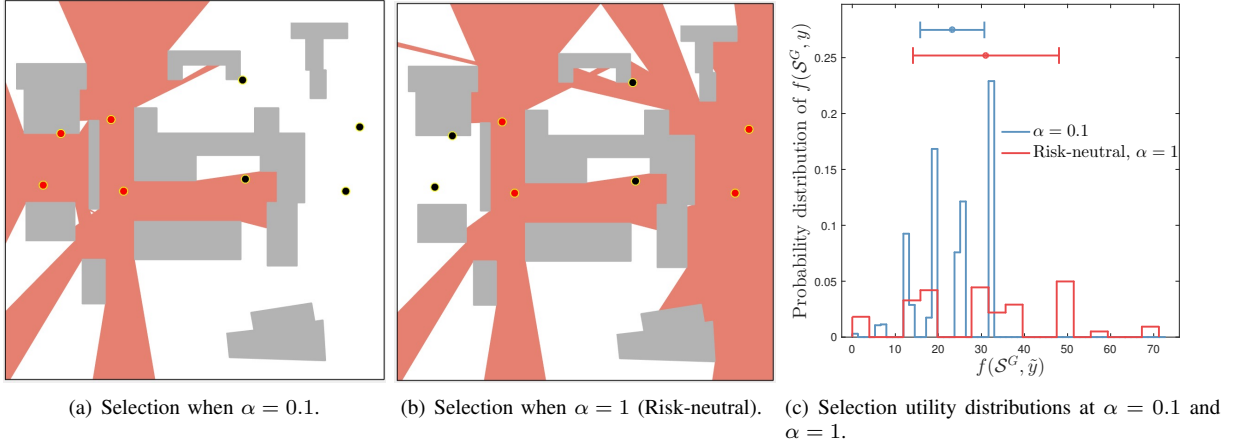 Probability distribution of f(𝒮ᴳ, y)
0.25
0.2
0.15
0.1
0.05
0
α = 0.1
Risk-neutral, α = 1
0 10 20 30 40 50 60 70
f(𝒮ᴳ, ỹ)
(a) Selection when α = 0.1.
(b) Selection when α = 1 (Risk-neutral).
(c) Selection utility distributions at α = 0.1 and
α = 1.